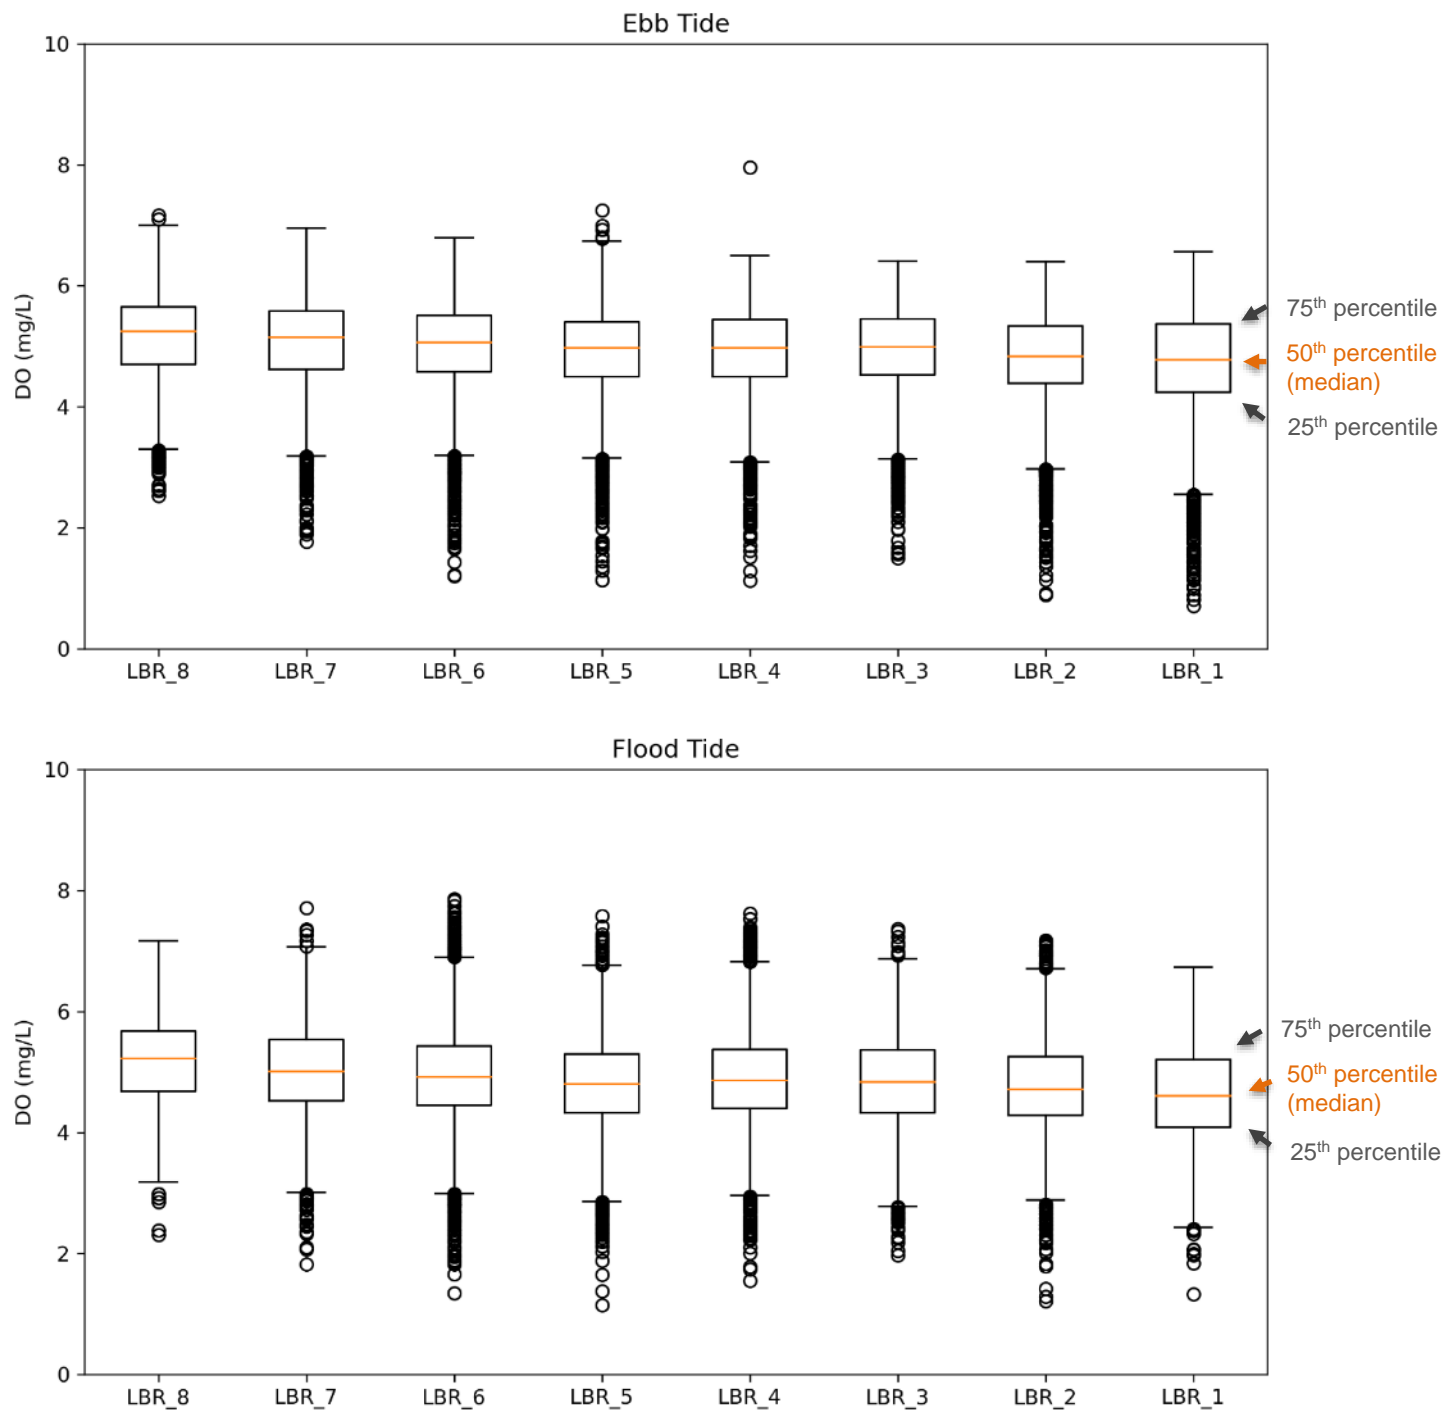 Ebb Tide
10
8
6
4
2
0
DO (mg/L)
LBR_8 LBR_7 LBR_6 LBR_5 LBR_4 LBR_3 LBR_2 LBR_1
75th percentile
50th percentile
(median)
25th percentile
Flood Tide
10
8
6
4
2
0
DO (mg/L)
LBR_8 LBR_7 LBR_6 LBR_5 LBR_4 LBR_3 LBR_2 LBR_1
75th percentile
50th percentile
(median)
25th percentile